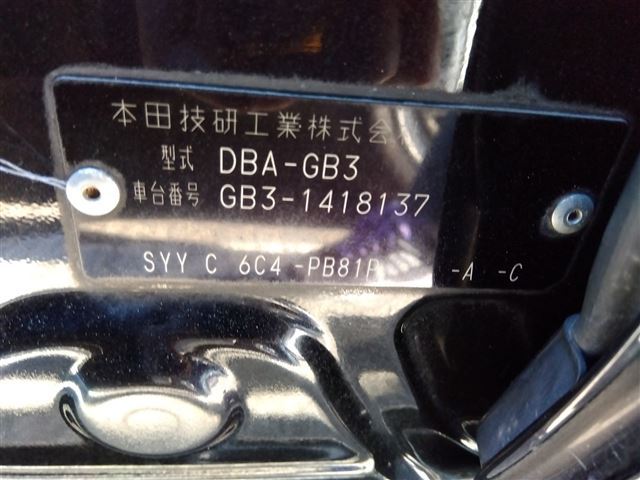 本田技研工業株式会
型式 DBA-GB3
車台番号 GB3-1418137
SYY C 6C4 -PB81P -A -C